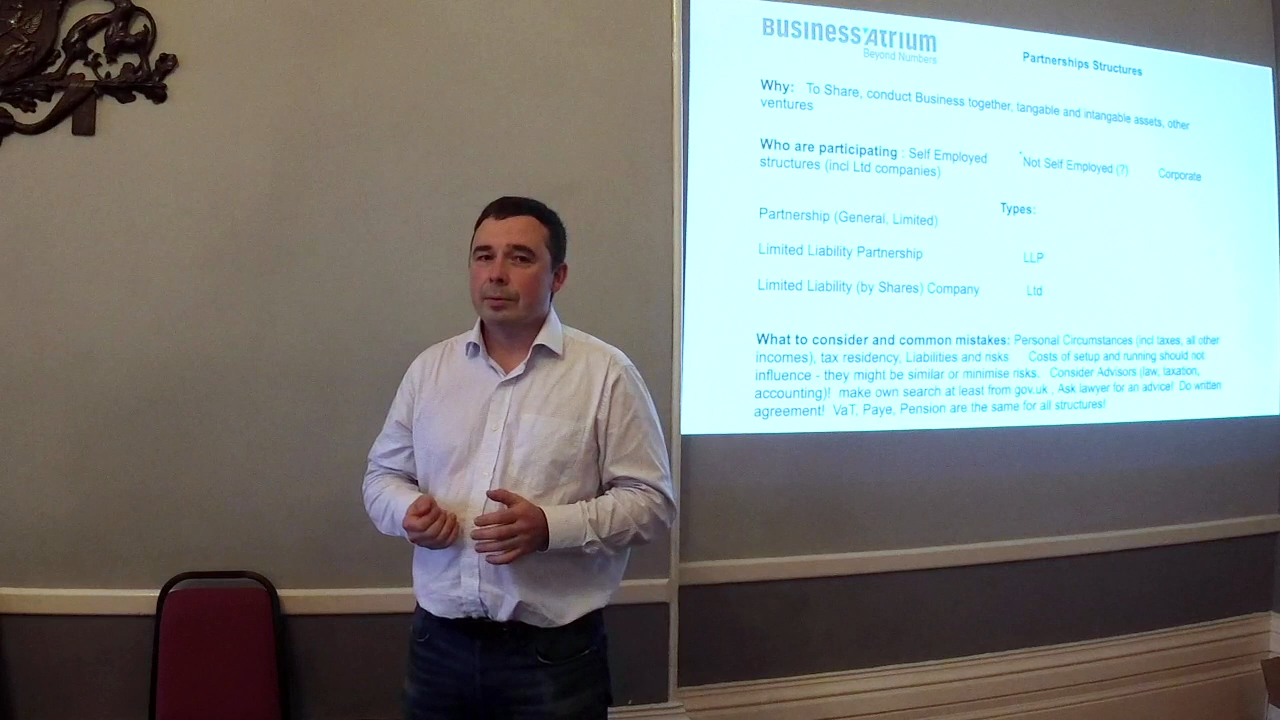 BUSINESS ATRIUM
Beyond Numbers
Partnerships Structures
Why: To Share, conduct Business together, tangable and intangable assets, other
ventures
Who are participating : Self Employed
structures (incl Ltd companies)
*Not Self Employed (?)
Corporate
Types:
Partnership (General, Limited)
Limited Liability Partnership LLP
Limited Liability (by Shares) Company Ltd
What to consider and common mistakes: Personal Circumstances (incl taxes, all other
incomes), tax residency, Liabilities and risks Costs of setup and running should not
influence - they might be similar or minimise risks. Consider Advisors (law, taxation,
accounting)! make own search at least from gov.uk . Ask lawyer for an advice! Do written
agreement! VaT, Paye, Pension are the same for all structures!